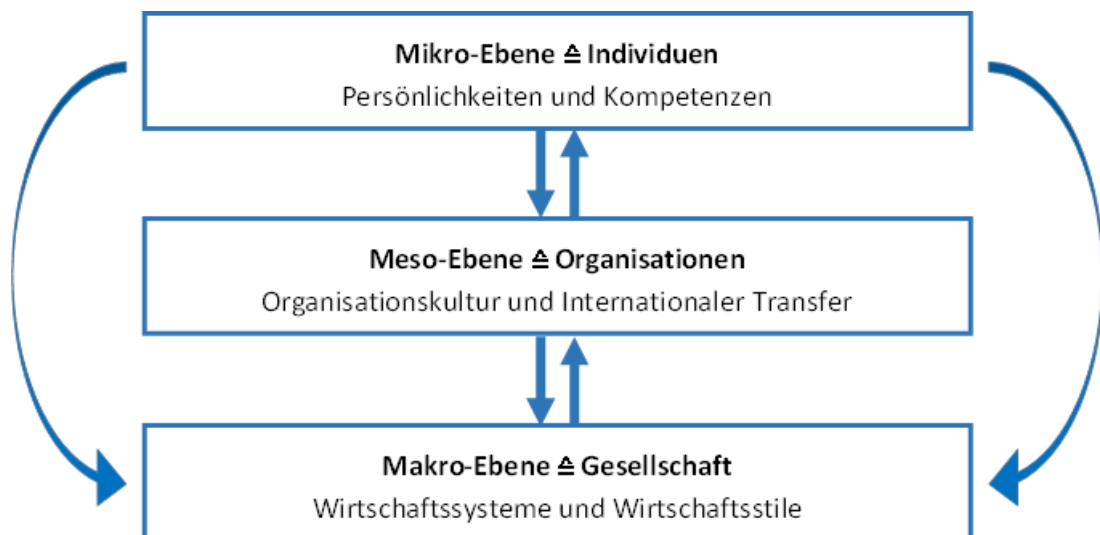 Mikro-Ebene ≙ Individuen
Persönlichkeiten und Kompetenzen
Meso-Ebene ≙ Organisationen
Organisationskultur und Internationaler Transfer
Makro-Ebene ≙ Gesellschaft
Wirtschaftssysteme und Wirtschaftsstile